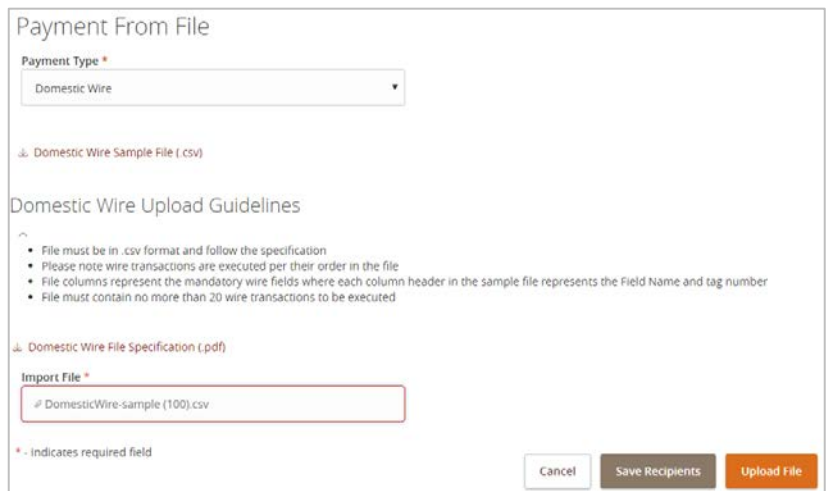 Payment From File
Payment Type *
Domestic Wire
Domestic Wire Sample File (.csv)
Domestic Wire Upload Guidelines
• File must be in .csv format and follow the specification
• Please note wire transactions are executed per their order in the file
• File columns represent the mandatory wire fields where each column header in the sample file represents the Field Name and tag number
• File must contain no more than 20 wire transactions to be executed
Domestic Wire File Specification (.pdf)
Import File *
DomesticWire-sample (100).csv
* - indicates required field
Cancel
Save Recipients
Upload File